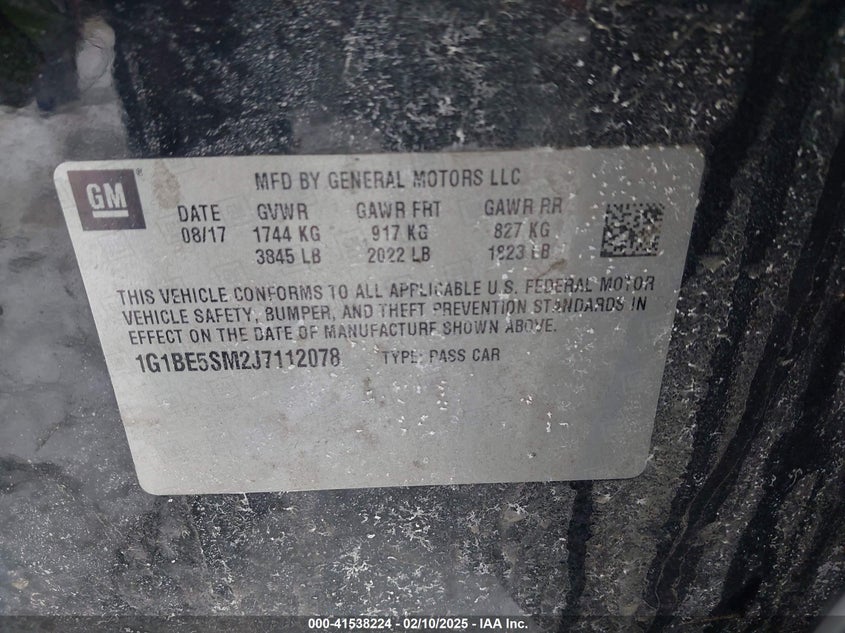 GM ®
MFD BY GENERAL MOTORS LLC
DATE GVWR GAWR FRT GAWR RR
08/17 1744 KG 917 KG 827 KG
3845 LB 2022 LB 1823 LB
THIS VEHICLE CONFORMS TO ALL APPLICABLE U.S. FEDERAL MOTOR
VEHICLE SAFETY, BUMPER, AND THEFT PREVENTION STANDARDS IN
EFFECT ON THE DATE OF MANUFACTURE SHOWN ABOVE.
1G1BE5SM2J7112078 TYPE: PASS CAR
000-41538224 - 02/10/2025 - IAA Inc.